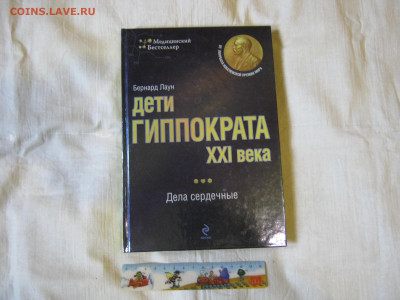 COINS.LAVE.RU
Медицинский
Бестселлер
Бернард Лаун
дети
ГИППОКРАТА
XXI века
Дела сердечные